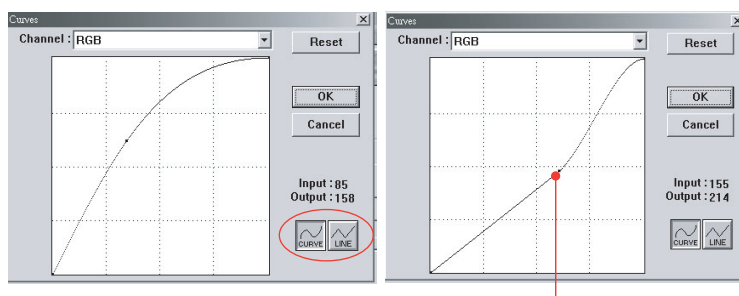 Curves
Channel : RGB
Reset
OK
Cancel
Input :85
Output :158
CURVE LINE
Curves
Channel : RGB
Reset
OK
Cancel
Input :155
Output :214
CURVE LINE